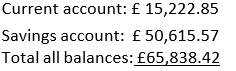 Current account: £ 15,222.85
Savings account: £ 50,615.57
Total all balances: £65,838.42